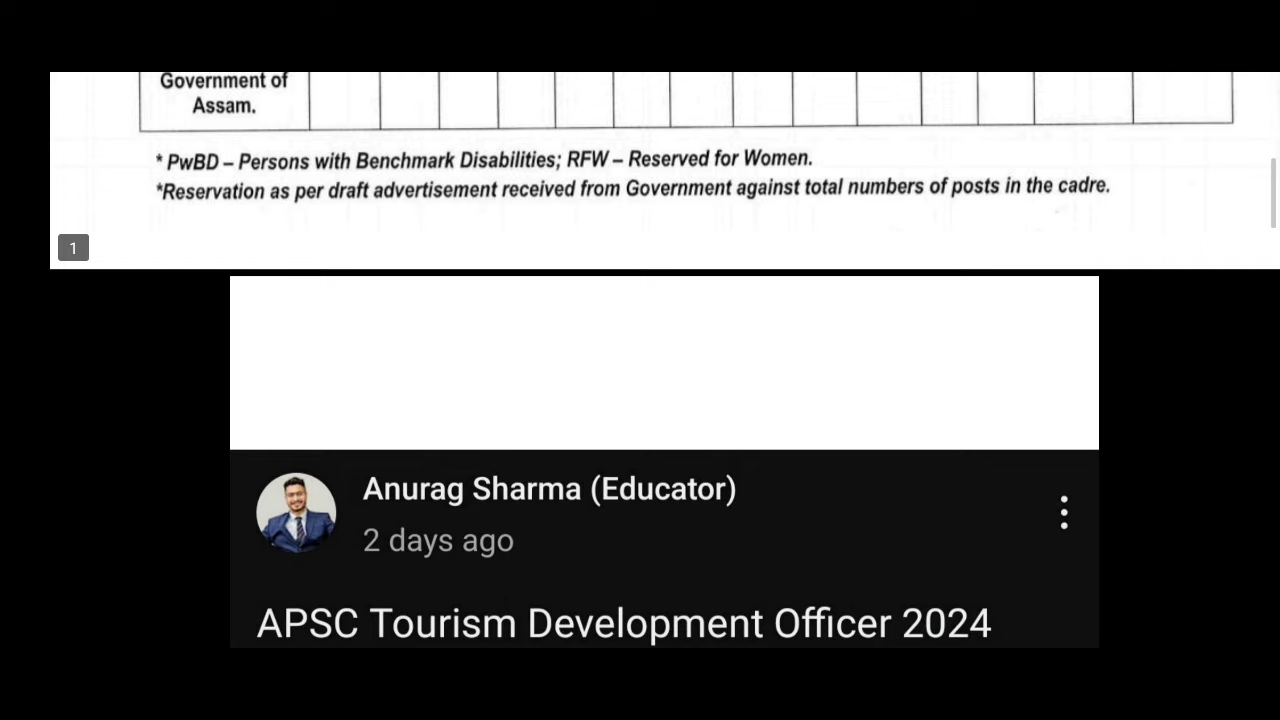 Government of
Assam.
* PwBD – Persons with Benchmark Disabilities; RFW – Reserved for Women.
*Reservation as per draft advertisement received from Government against total numbers of posts in the cadre.
1
Anurag Sharma (Educator)
2 days ago
APSC Tourism Development Officer 2024